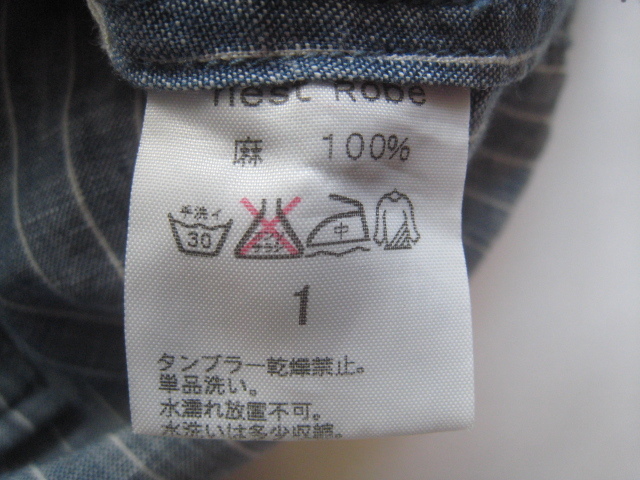 nest Robe
麻 100%
手洗イ
30
中
1
タンブラー乾燥禁止。
単品洗い。
水濡れ放置不可。
水洗いは多少収縮。